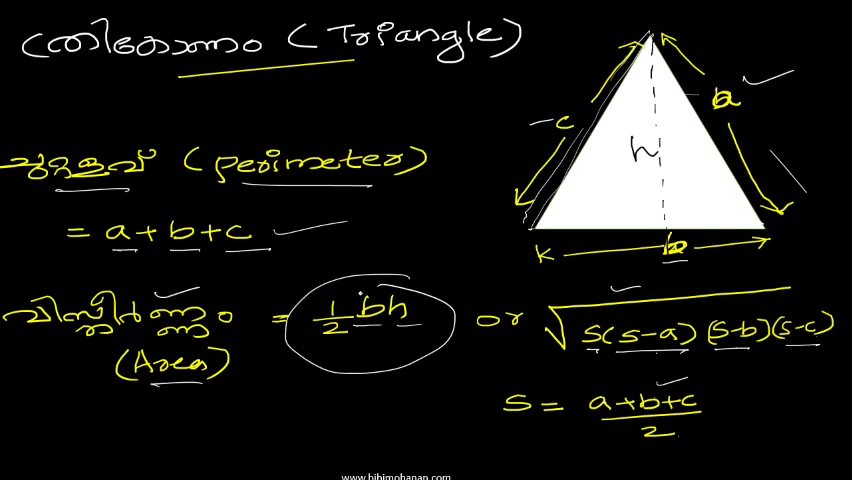 ത്രികോണം (Triangle)
c
a
h
b
ചുറ്റളവ് (perimeter)
= a + b + c
വിസ്തീർണ്ണം = 1/2 bh or √s(s-a)(s-b)(s-c)
(Area)
S = a+b+c/2
www.bibimohanan.com